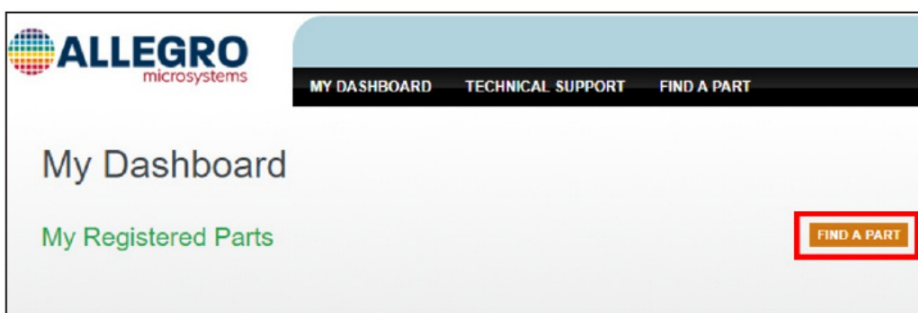 ALLEGRO
microsystems
MY DASHBOARD TECHNICAL SUPPORT FIND A PART
My Dashboard
My Registered Parts
FIND A PART